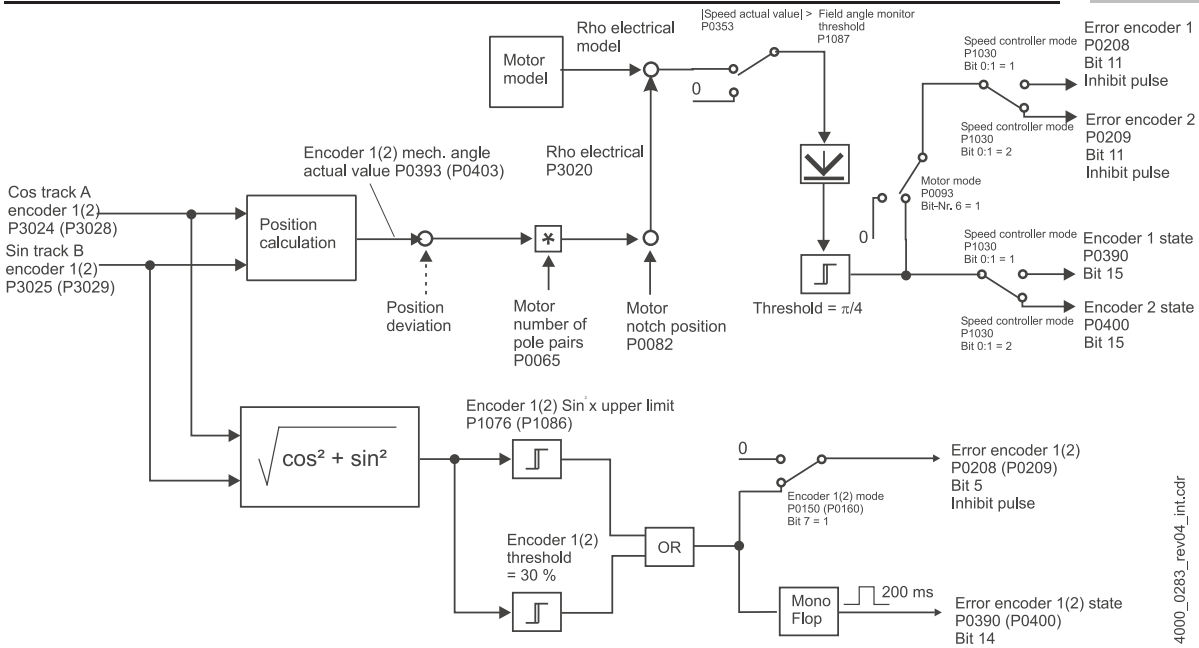 |Speed actual value| > Field angle monitor
P0353 threshold
P1087
Rho electrical
model
Motor
model
0
Speed controller mode
P1030
Bit 0:1 = 1
Error encoder 1
P0208
Bit 11
Inhibit pulse
Speed controller mode
P1030
Bit 0:1 = 2
Error encoder 2
P0209
Bit 11
Inhibit pulse
Encoder 1(2) mech. angle
actual value P0393 (P0403)
Rho electrical
P3020
Motor mode
P0093
Bit-Nr. 6 = 1
0
Cos track A
encoder 1(2)
P3024 (P3028)
Sin track B
encoder 1(2)
P3025 (P3029)
Position
calculation
*
Position
deviation
Motor
number of
pole pairs
P0065
Motor
notch position
P0082
Threshold = π/4
Speed controller mode
P1030
Bit 0:1 = 1
Encoder 1 state
P0390
Bit 15
Speed controller mode
P1030
Bit 0:1 = 2
Encoder 2 state
P0400
Bit 15
√cos² + sin²
Encoder 1(2) Sin² x upper limit
P1076 (P1086)
Encoder 1(2)
threshold
= 30 %
OR
0
Encoder 1(2) mode
P0150 (P0160)
Bit 7 = 1
Error encoder 1(2)
P0208 (P0209)
Bit 5
Inhibit pulse
Mono
Flop
200 ms
Error encoder 1(2) state
P0390 (P0400)
Bit 14
4000_0283_rev04_int.cdr